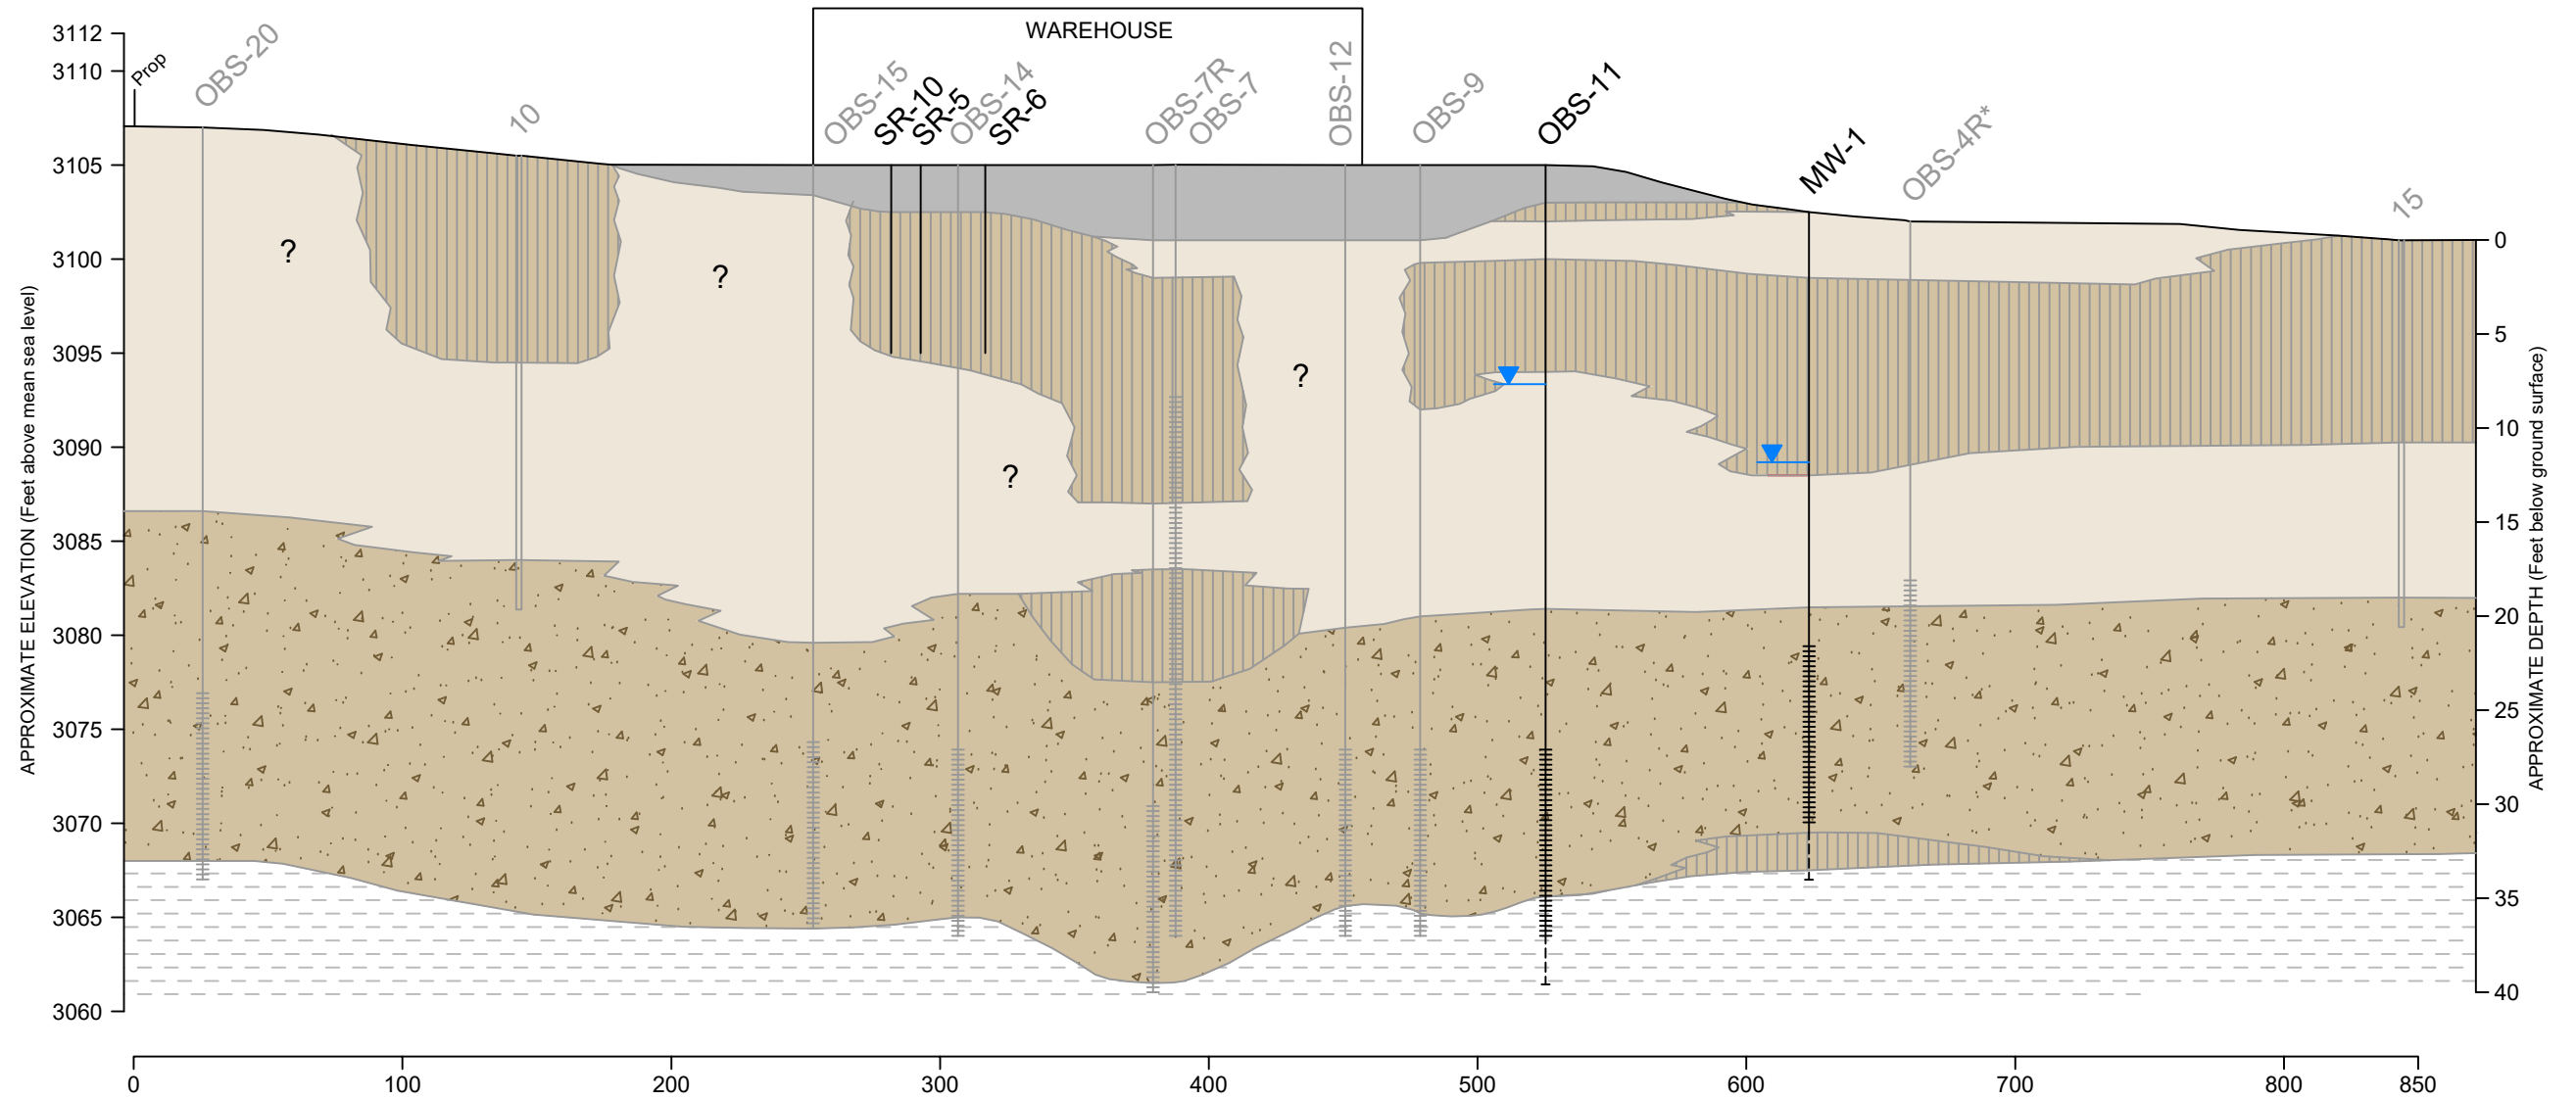 WAREHOUSE
Prop
OBS-20
10
OBS-15
SR-10
SR-5
OBS-14
SR-6
OBS-7R
OBS-7
OBS-12
OBS-9
OBS-11
MW-1
OBS-4R*
15
APPROXIMATE ELEVATION (Feet above mean sea level)
3112
3110
3105
3100
3095
3090
3085
3080
3075
3070
3065
3060
?
?
?
?
0
5
10
15
20
25
30
35
40
APPROXIMATE DEPTH (Feet below ground surface)
0 100 200 300 400 500 600 700 800 850